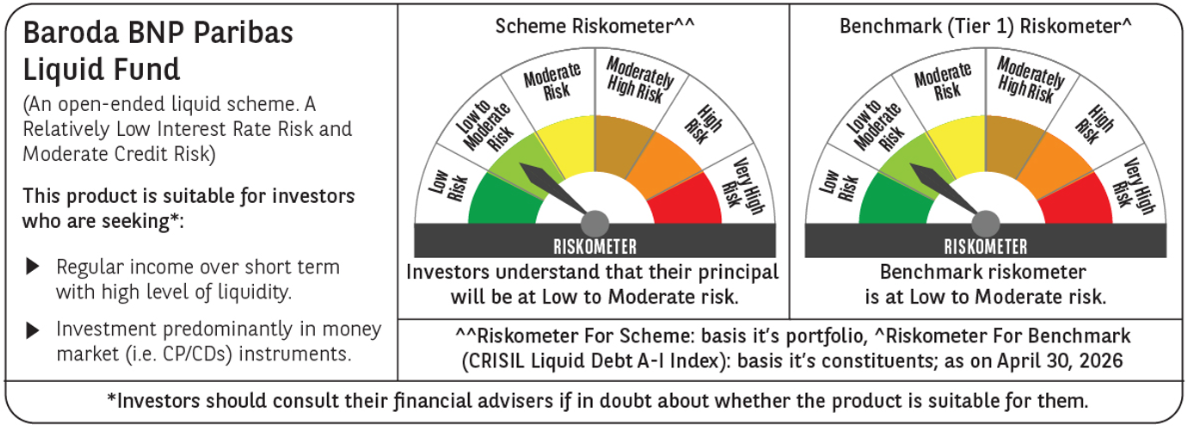 Baroda BNP Paribas
Liquid Fund
(An open-ended liquid scheme. A
Relatively Low Interest Rate Risk and
Moderate Credit Risk)
This product is suitable for investors
who are seeking*:
Regular income over short term
with high level of liquidity.
Investment predominantly in money
market (i.e. CP/CDs) instruments.
Scheme Riskometer^^
Low
Risk
Low to
Moderate
Risk
Moderate
Risk
Moderately
High Risk
High
Risk
Very High
Risk
RISKOMETER
Investors understand that their principal
will be at Low to Moderate risk.
Benchmark (Tier 1) Riskometer^
Low
Risk
Low to
Moderate
Risk
Moderate
Risk
Moderately
High Risk
High
Risk
Very High
Risk
RISKOMETER
Benchmark riskometer
is at Low to Moderate risk.
^^Riskometer For Scheme: basis it’s portfolio, ^Riskometer For Benchmark
(CRISIL Liquid Debt A-I Index): basis it’s constituents; as on April 30, 2026
*Investors should consult their financial advisers if in doubt about whether the product is suitable for them.